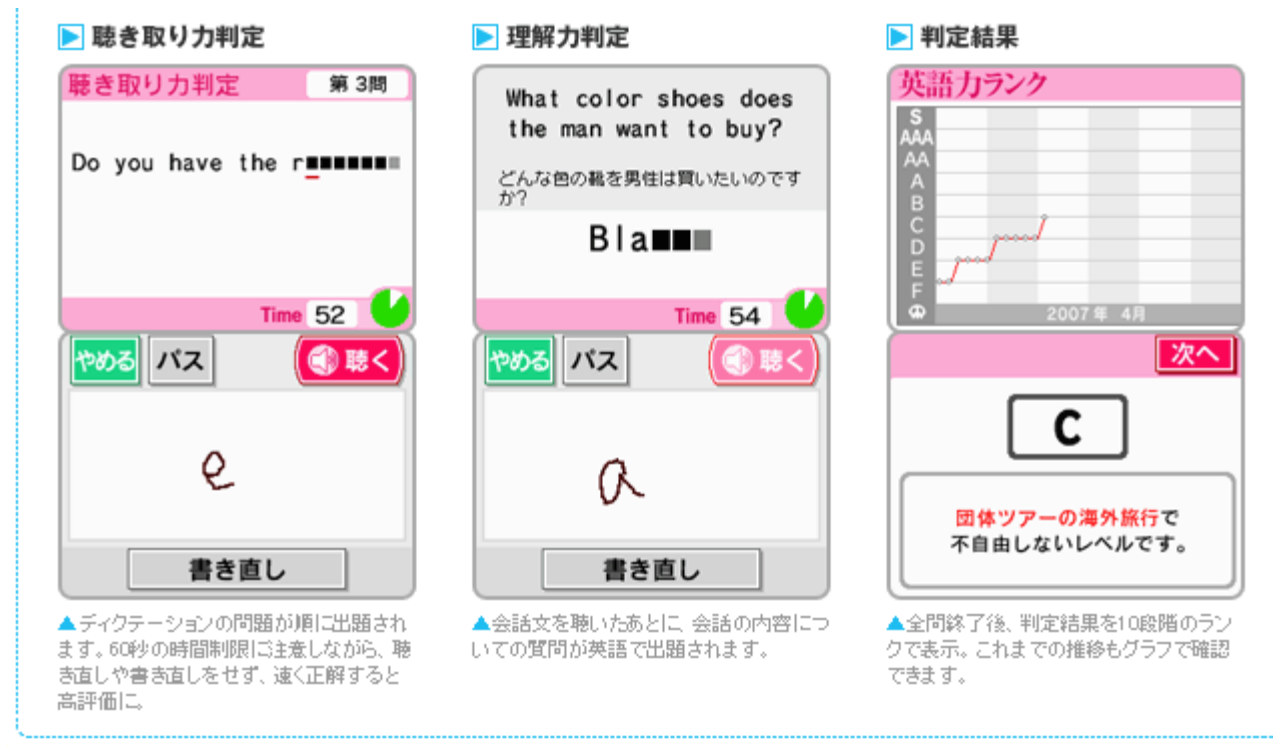 聴き取り力判定
聴き取り力判定 第 3問
Do you have the r■■■■■■■
Time 52
やめる パス 聴く
e
書き直し
▲ディクテーションの問題が順に出題され
ます。60秒の時間制限に注意しながら、聴
き直しや書き直しをせず、速く正解すると
高評価に。
理解力判定
What color shoes does
the man want to buy?
どんな色の靴を男性は買いたいのです
か?
Bla■■■
Time 54
やめる パス 聴く
a
書き直し
▲会話文を聴いたあとに、会話の内容につ
いての質問が英語で出題されます。
判定結果
英語力ランク
S
AAA
AA
A
B
C
D
E
F
2007年 4月
次へ
C
団体ツアーの海外旅行で
不自由しないレベルです。
▲全問終了後、判定結果を10段階のラン
クで表示。これまでの推移もグラフで確認
できます。